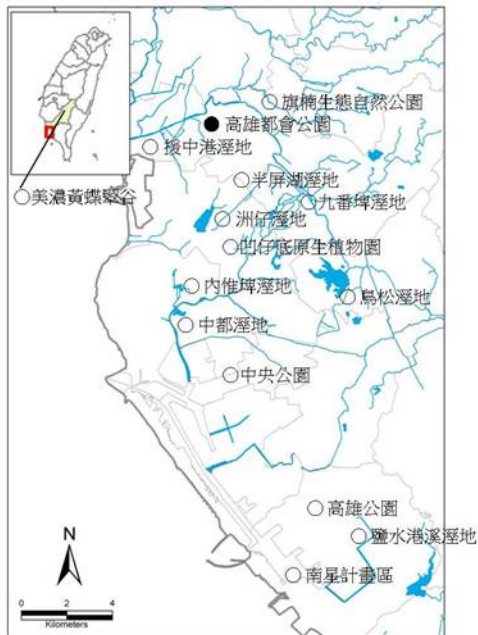 旗楠生態自然公園
高雄都會公園
援中港溼地
半屏湖溼地
美濃黃蝶翠谷
九番埤溼地
洲仔溼地
凹仔底原生植物園
內惟埤溼地
鳥松溼地
中都溼地
中央公園
高雄公園
鹽水港溪溼地
南星計畫區
N
0 2 4
Kilometers